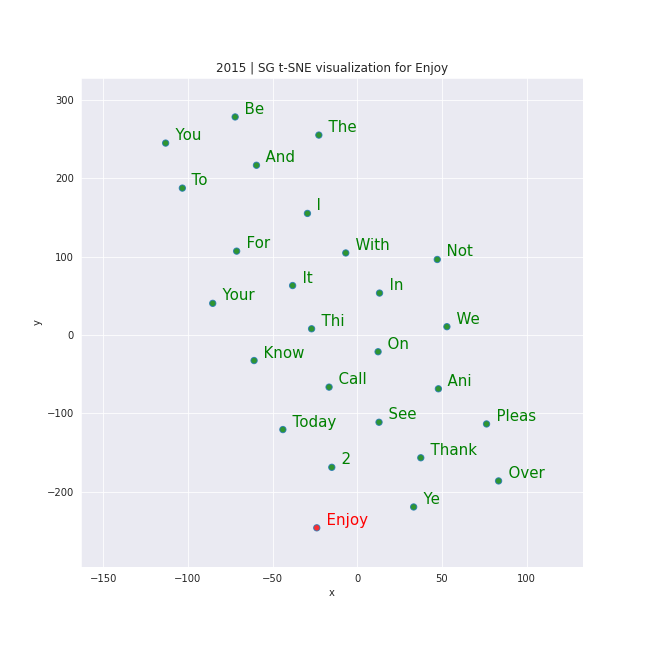 2015 | SG t-SNE visualization for Enjoy
300
200
100
0
−100
−200
y
Be
The
You
And
To
I
For
With
Not
It
In
Your
Thi
We
On
Know
Call
Ani
Today
See
Pleas
2
Thank
Over
Ye
Enjoy
−150 −100 −50 0 50 100
x